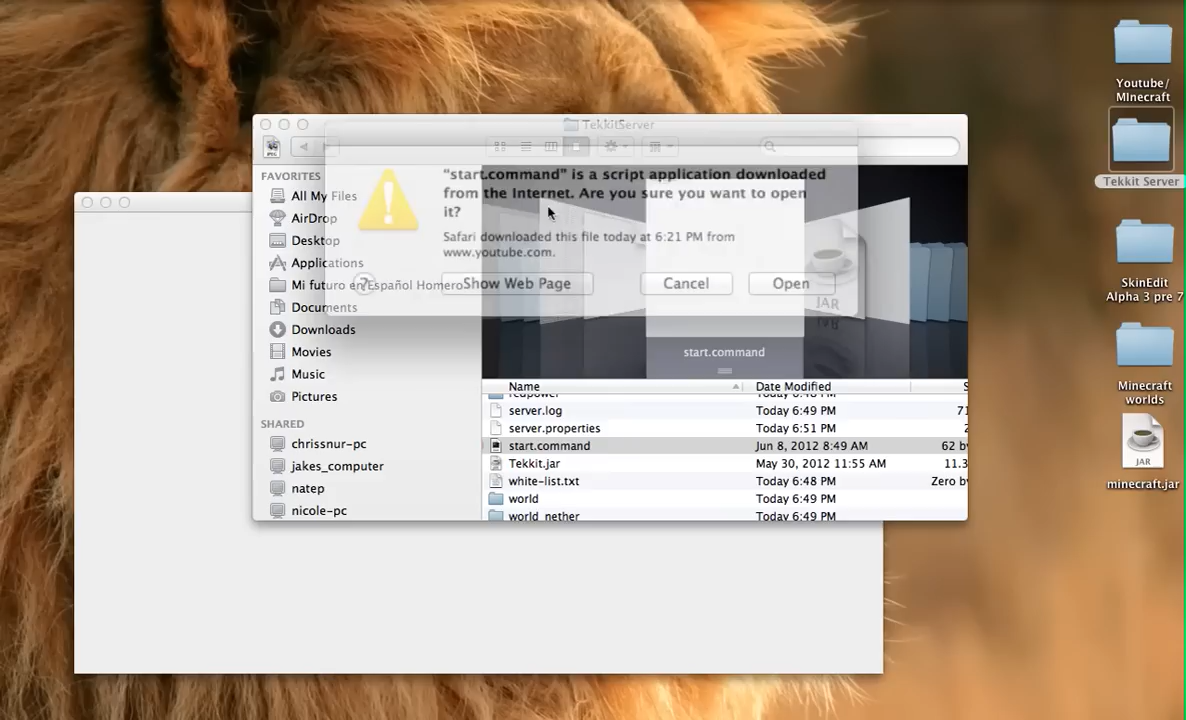 TekkitServer
"start.command" is a script application downloaded
from the Internet. Are you sure you want to open
it?
Safari downloaded this file today at 6:21 PM from
www.youtube.com.
?
Show Web Page
Cancel
Open
JPEG
FAVORITES
All My Files
AirDrop
Desktop
Applications
Mi futuro en Español Homero
Documents
Downloads
Movies
Music
Pictures
SHARED
chrissnur-pc
jakes_computer
natep
nicole-pc
JAR
start.command
Name Date Modified S
redpower Today 6:48 PM
server.log Today 6:49 PM 71
server.properties Today 6:51 PM 2
start.command Jun 8, 2012 8:49 AM 62 by
Tekkit.jar May 30, 2012 11:55 AM 11.3
white-list.txt Today 6:48 PM Zero by
world Today 6:49 PM
world_nether Today 6:49 PM
Youtube/
MInecraft
Tekkit Server
SkinEdit
Alpha 3 pre 7
Minecraft
worlds
JAR
minecraft.jar